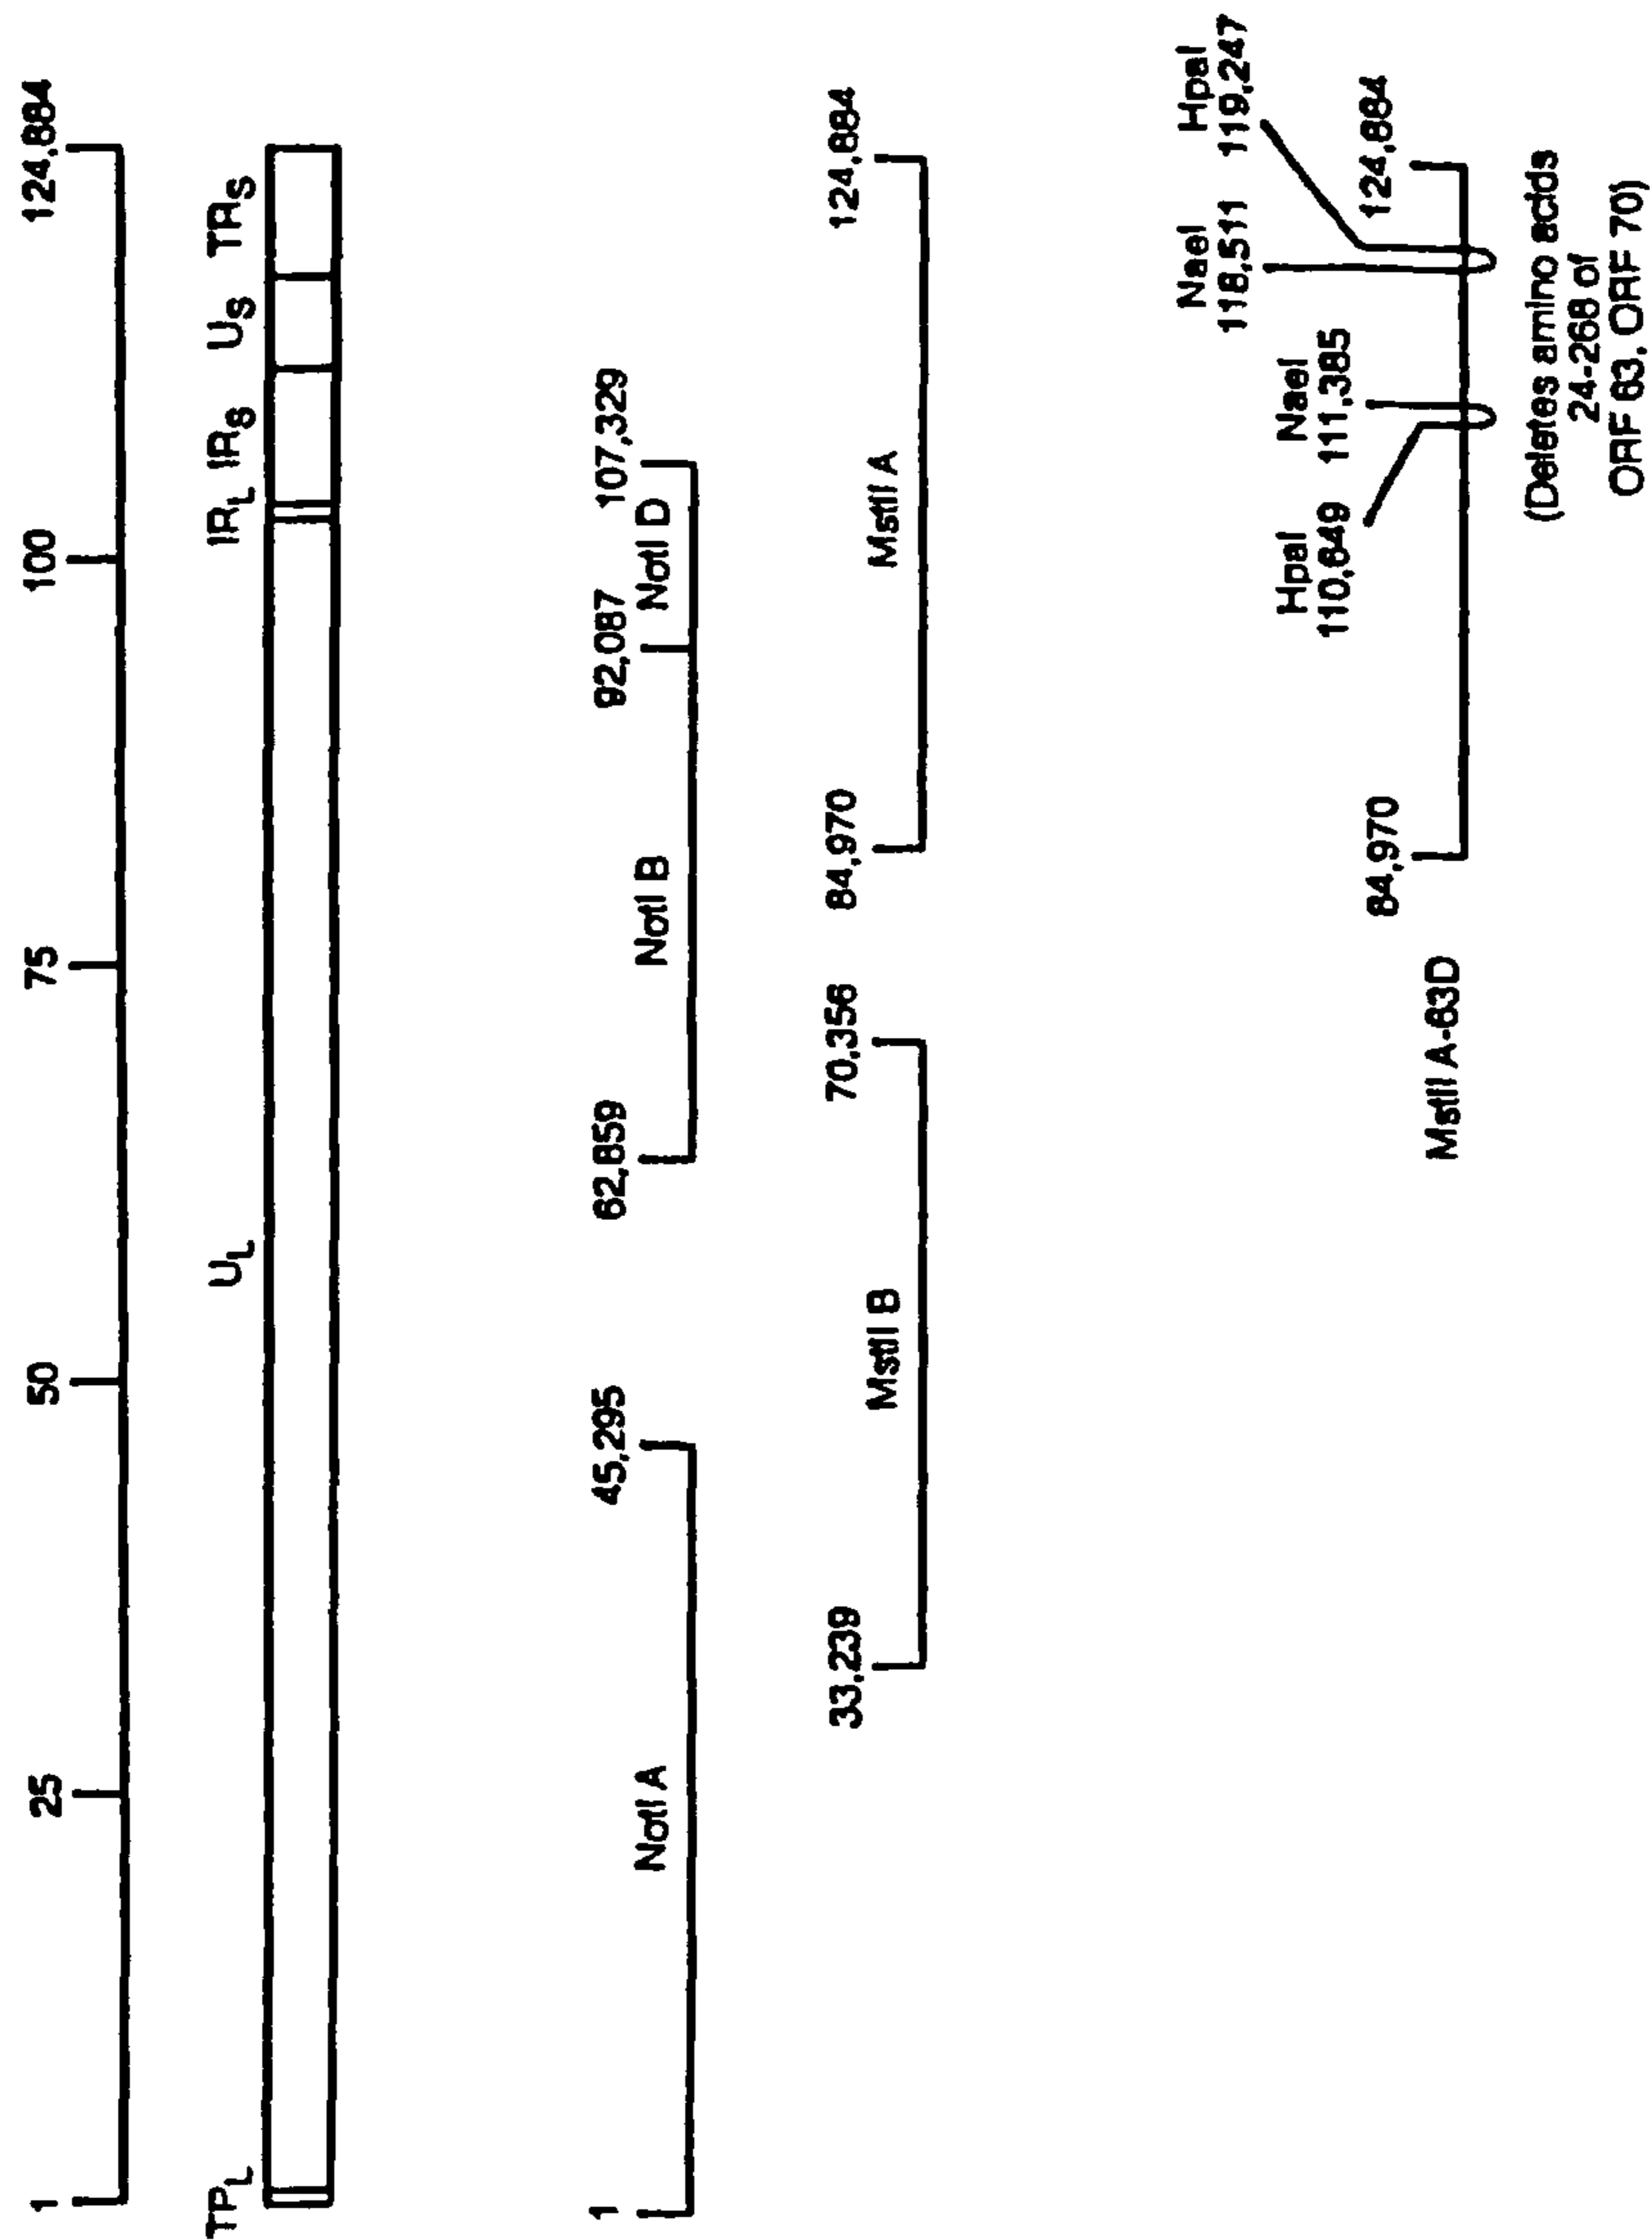 1 25 50 75 100 124,884
TPL UL IRL IRS US TRS
1 45,295 62,859 92,087 107,329
NotI A NotI B NotI D
33,239 70,356 84,970 124,884
MstII B MstII A
NaeI HpaI
118,511 119,247
HpaI NaeI
110,649 111,385
84,970 124,884
MstII A-63D
(Deletes amino acids
24-268 of
ORF 63, ORF 70)